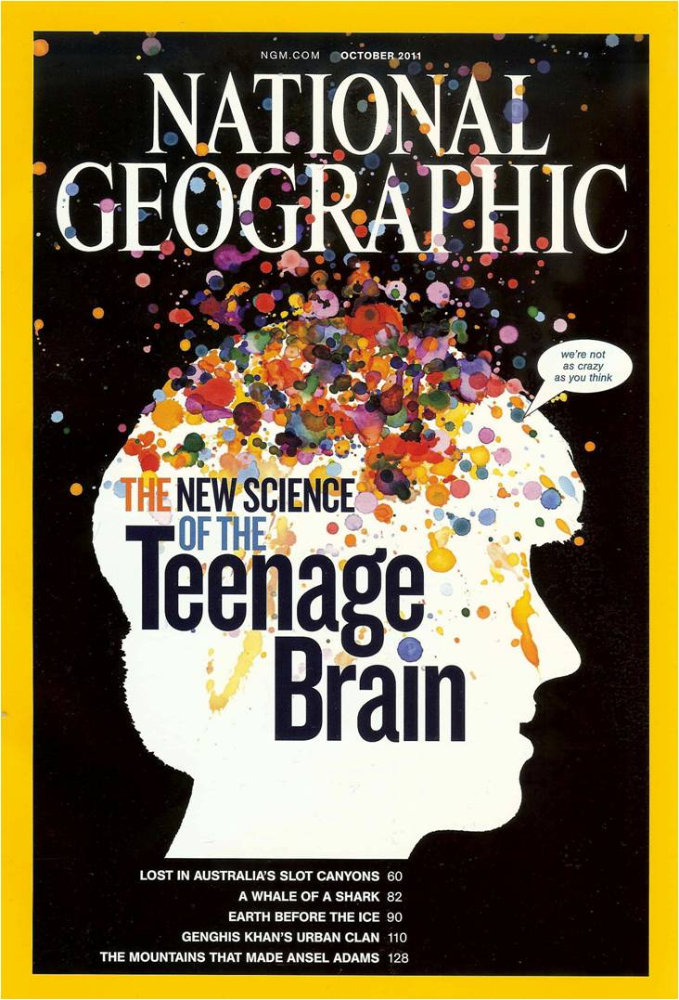 NGM.COM OCTOBER 2011
NATIONAL
GEOGRAPHIC
we're not
as crazy
as you think
THE NEW SCIENCE
OF THE
Teenage
Brain
LOST IN AUSTRALIA'S SLOT CANYONS 60
A WHALE OF A SHARK 82
EARTH BEFORE THE ICE 90
GENGHIS KHAN'S URBAN CLAN 110
THE MOUNTAINS THAT MADE ANSEL ADAMS 128